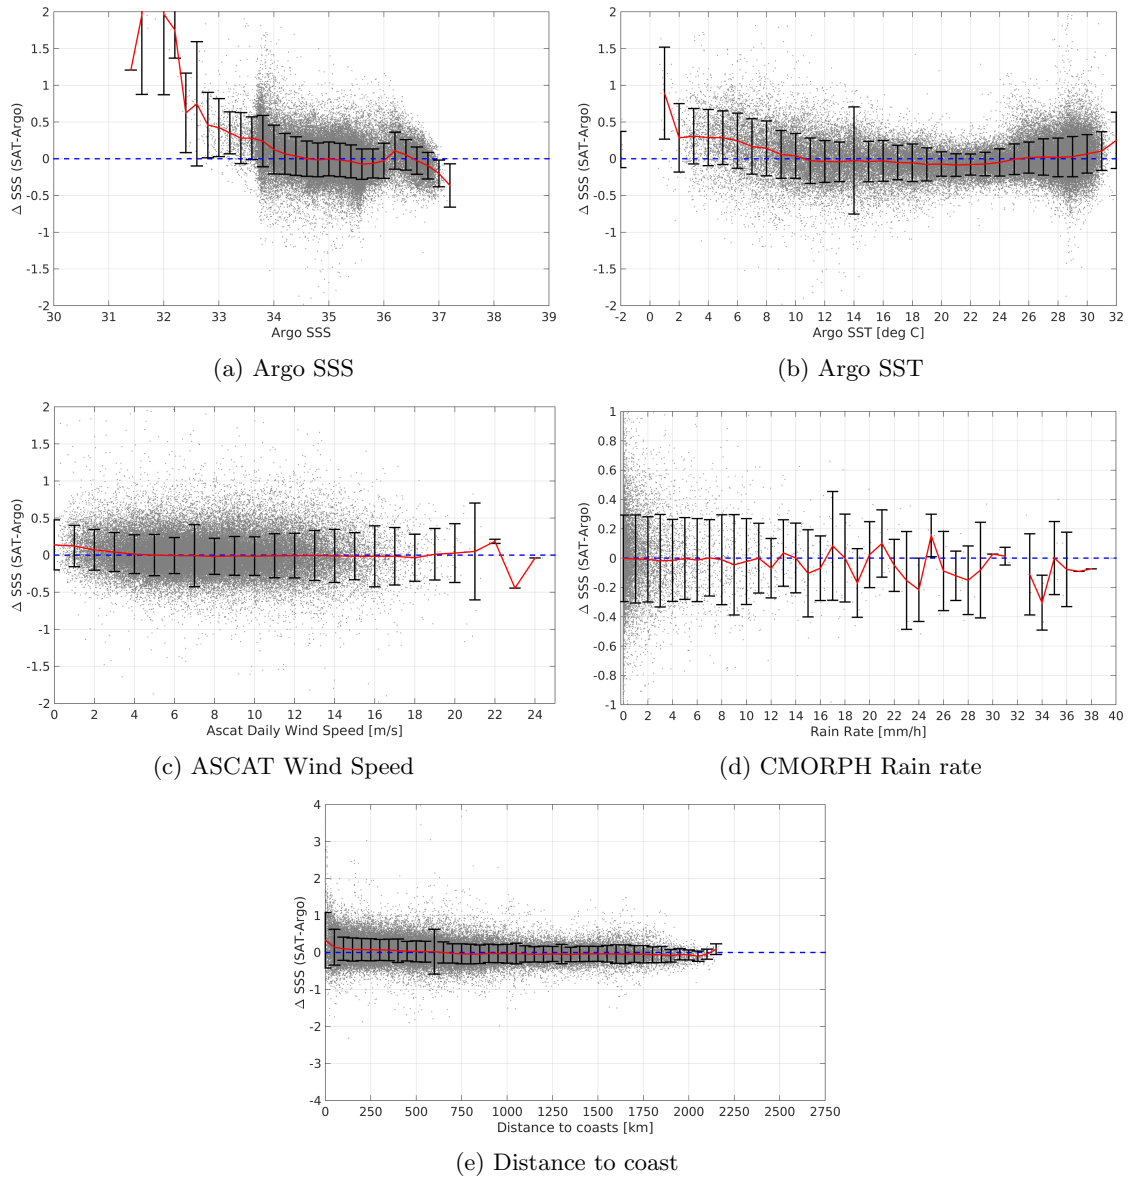 2
1.5
1
0.5
0
-0.5
-1
-1.5
-2
Δ SSS (SAT-Argo)
30 31 32 33 34 35 36 37 38 39
Argo SSS
(a) Argo SSS
2
1.5
1
0.5
0
-0.5
-1
-1.5
-2
Δ SSS (SAT-Argo)
-2 0 2 4 6 8 10 12 14 16 18 20 22 24 26 28 30 32
Argo SST [deg C]
(b) Argo SST
2
1.5
1
0.5
0
-0.5
-1
-1.5
-2
Δ SSS (SAT-Argo)
0 2 4 6 8 10 12 14 16 18 20 22 24
Ascat Daily Wind Speed [m/s]
(c) ASCAT Wind Speed
1
0.8
0.6
0.4
0.2
0
-0.2
-0.4
-0.6
-0.8
-1
Δ SSS (SAT-Argo)
0 2 4 6 8 10 12 14 16 18 20 22 24 26 28 30 32 34 36 38 40
Rain Rate [mm/h]
(d) CMORPH Rain rate
4
3
2
1
0
-1
-2
-3
-4
Δ SSS (SAT-Argo)
0 250 500 750 1000 1250 1500 1750 2000 2250 2500 2750
Distance to coasts [km]
(e) Distance to coast